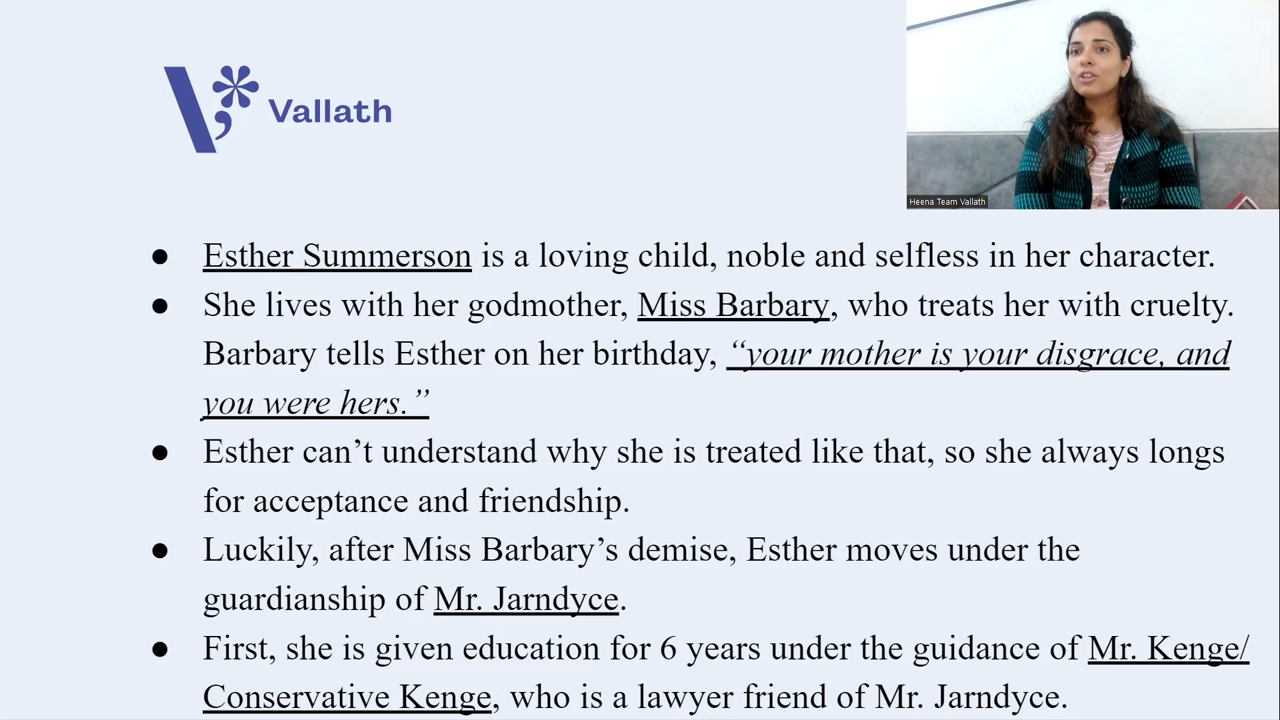 Vallath
Heena Team Vallath
● Esther Summerson is a loving child, noble and selfless in her character.
● She lives with her godmother, Miss Barbary, who treats her with cruelty.
Barbary tells Esther on her birthday, “your mother is your disgrace, and
you were hers.”
● Esther can’t understand why she is treated like that, so she always longs
for acceptance and friendship.
● Luckily, after Miss Barbary’s demise, Esther moves under the
guardianship of Mr. Jarndyce.
● First, she is given education for 6 years under the guidance of Mr. Kenge/
Conservative Kenge, who is a lawyer friend of Mr. Jarndyce.